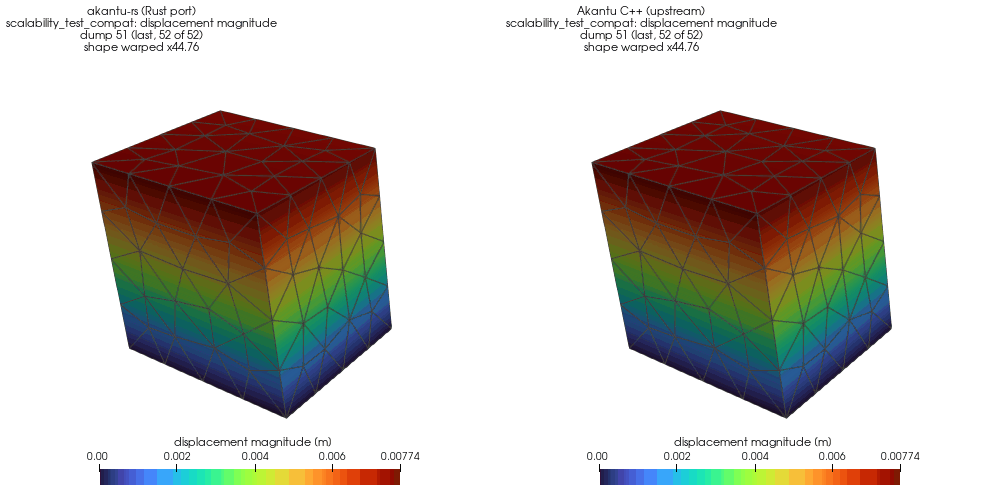 akantu-rs (Rust port)
scalability_test_compat: displacement magnitude
dump 51 (last, 52 of 52)
shape warped x44.76
displacement magnitude (m)
0.00 0.002 0.004 0.006 0.00774
Akantu C++ (upstream)
scalability_test_compat: displacement magnitude
dump 51 (last, 52 of 52)
shape warped x44.76
displacement magnitude (m)
0.00 0.002 0.004 0.006 0.00774